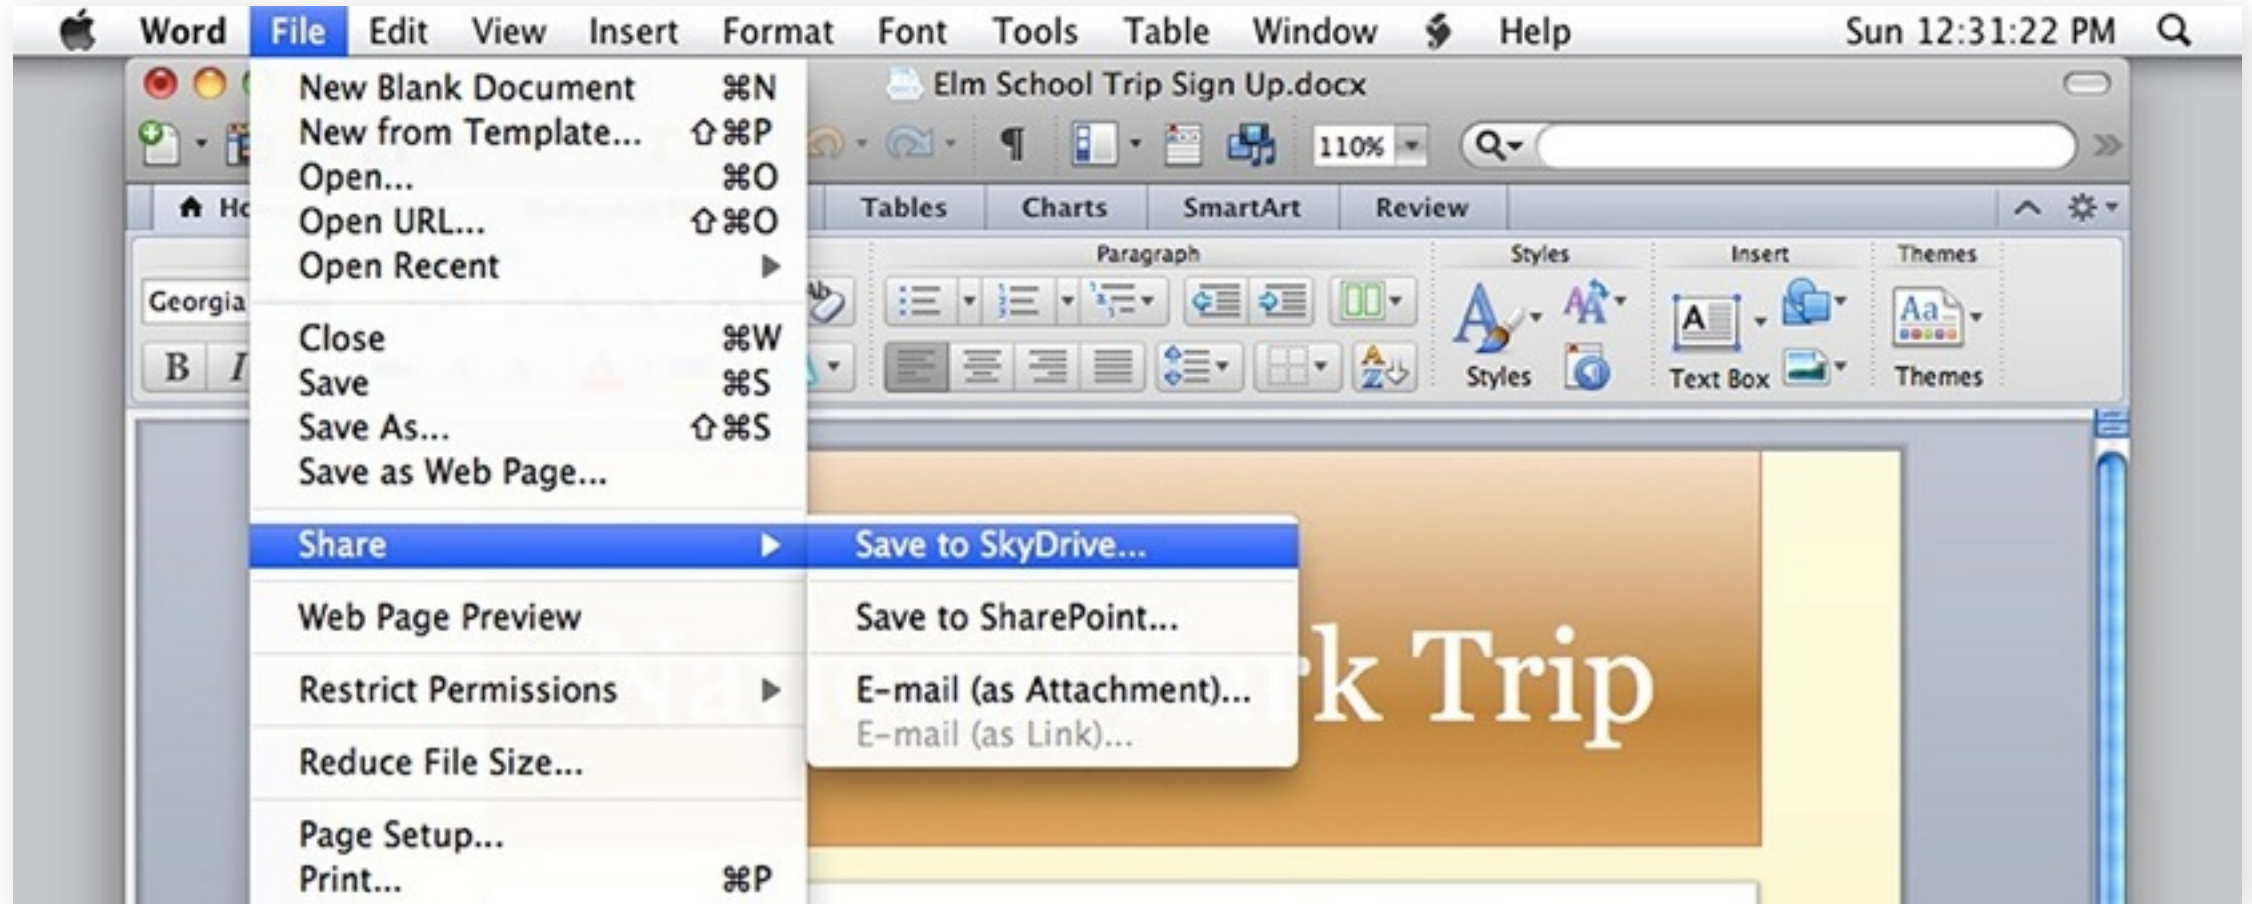 Word File Edit View Insert Format Font Tools Table Window Help Sun 12:31:22 PM
Elm School Trip Sign Up.docx
110%
Tables Charts SmartArt Review
Paragraph Styles Insert Themes
Georgia
B I
Styles Text Box Themes
New Blank Document ⌘N
New from Template... ⇧⌘P
Open... ⌘O
Open URL... ⇧⌘O
Open Recent
Close ⌘W
Save ⌘S
Save As... ⇧⌘S
Save as Web Page...
Share
Web Page Preview
Restrict Permissions
Reduce File Size...
Page Setup...
Print... ⌘P
Save to SkyDrive...
Save to SharePoint...
E-mail (as Attachment)...
E-mail (as Link)...
Trip